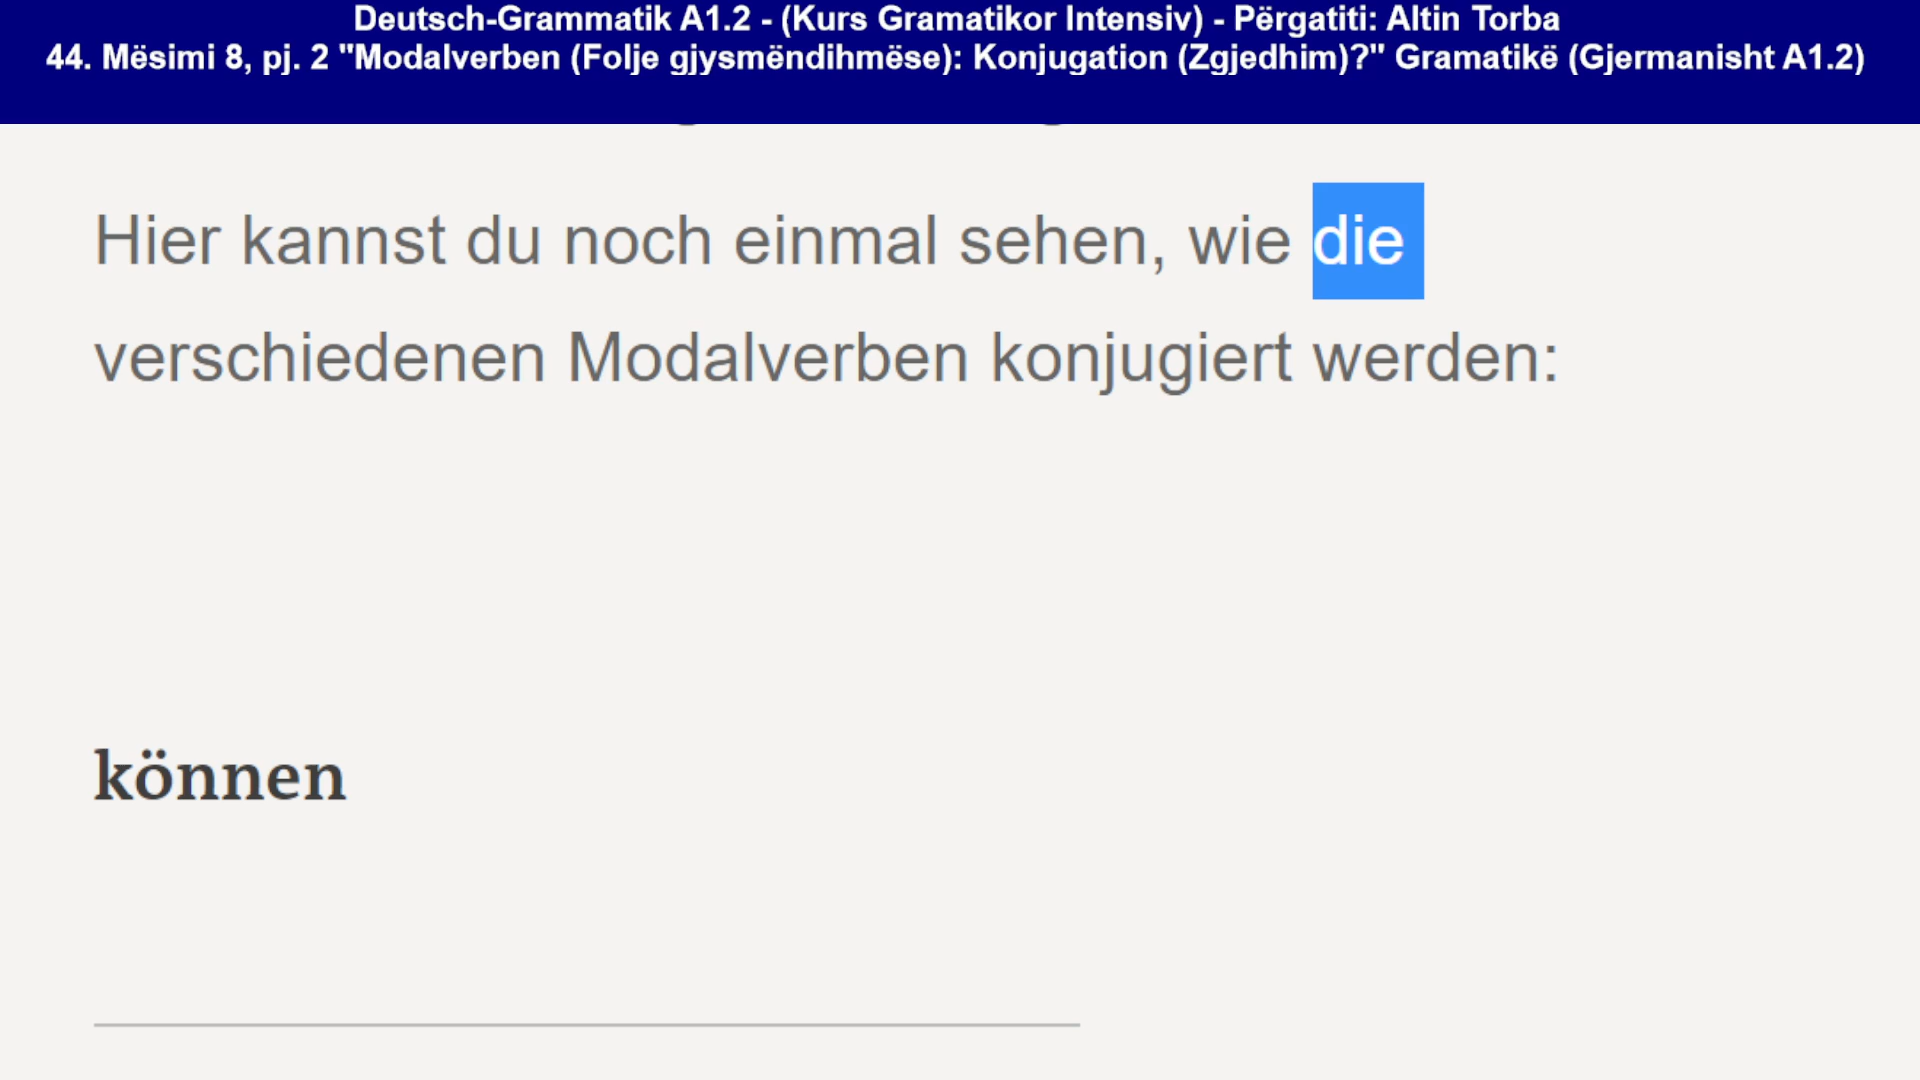 Deutsch-Grammatik A1.2 - (Kurs Gramatikor Intensiv) - Përgatiti: Altin Torba
44. Mësimi 8, pj. 2 "Modalverben (Folje gjysmëndihmëse): Konjugation (Zgjedhim)?" Gramatikë (Gjermanisht A1.2)
Hier kannst du noch einmal sehen, wie die
verschiedenen Modalverben konjugiert werden:
können